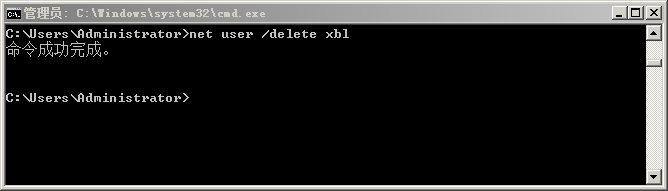 管理员: C:\Windows\system32\cmd.exe
C:\Users\Administrator>net user /delete xbl
命令成功完成。
C:\Users\Administrator>